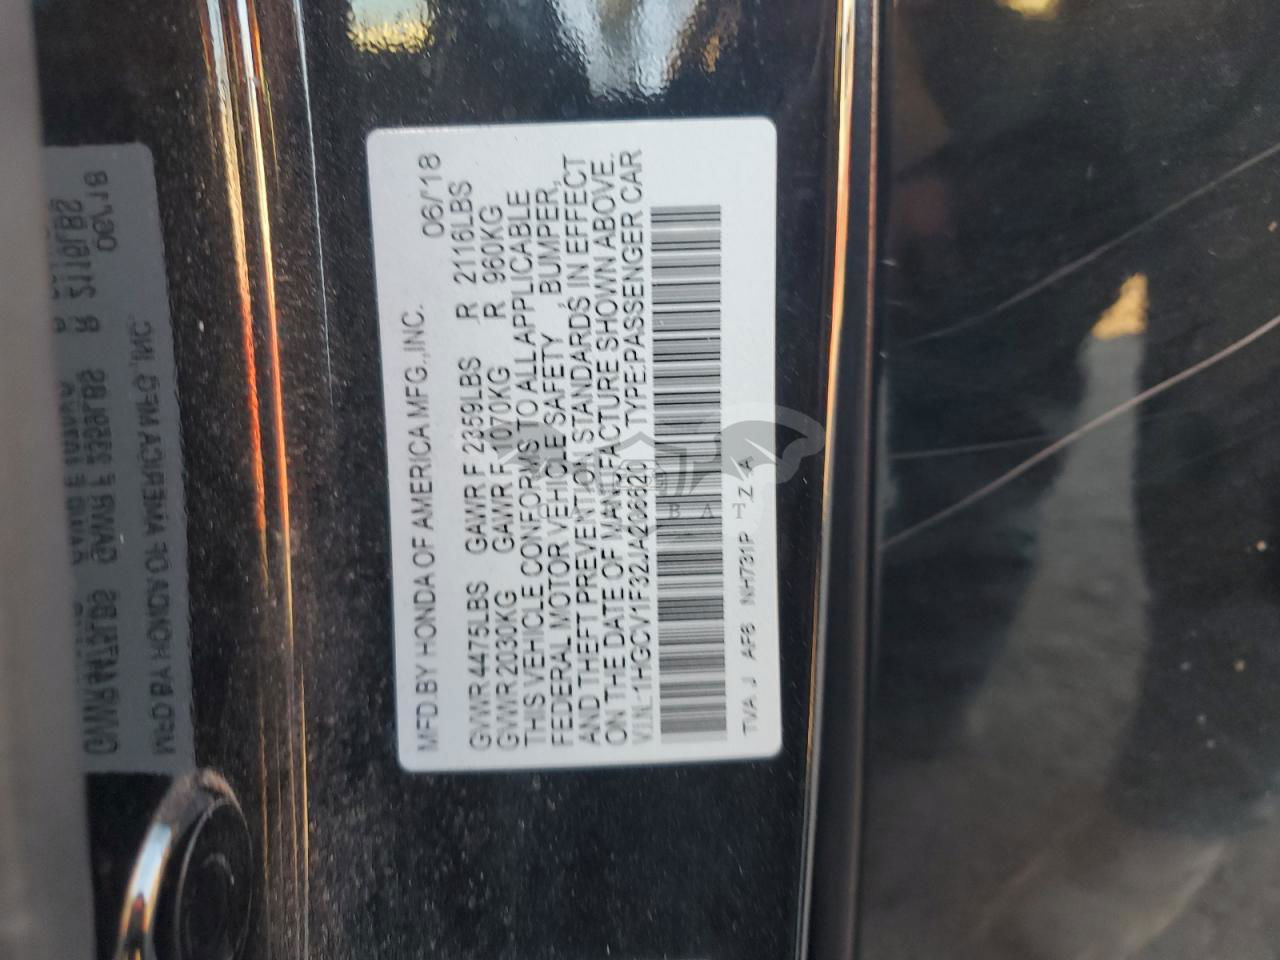 MFD.BY HONDA OF AMERICA MFG.,INC. 06/'18
GVWR 4475LBS GAWR F 2359LBS R 2116LBS
GVWR 2030KG GAWR F 1070KG R 960KG
THIS VEHICLE CONFORMS TO ALL APPLICABLE
FEDERAL MOTOR VEHICLE SAFETY, BUMPER,
AND THEFT PREVENTION STANDARDS IN EFFECT
ON THE DATE OF MANUFACTURE SHOWN ABOVE.
V.I.N.:1HGCV1F32JA206820 TYPE:PASSENGER CAR
TVA J AF6 NH731P Z A